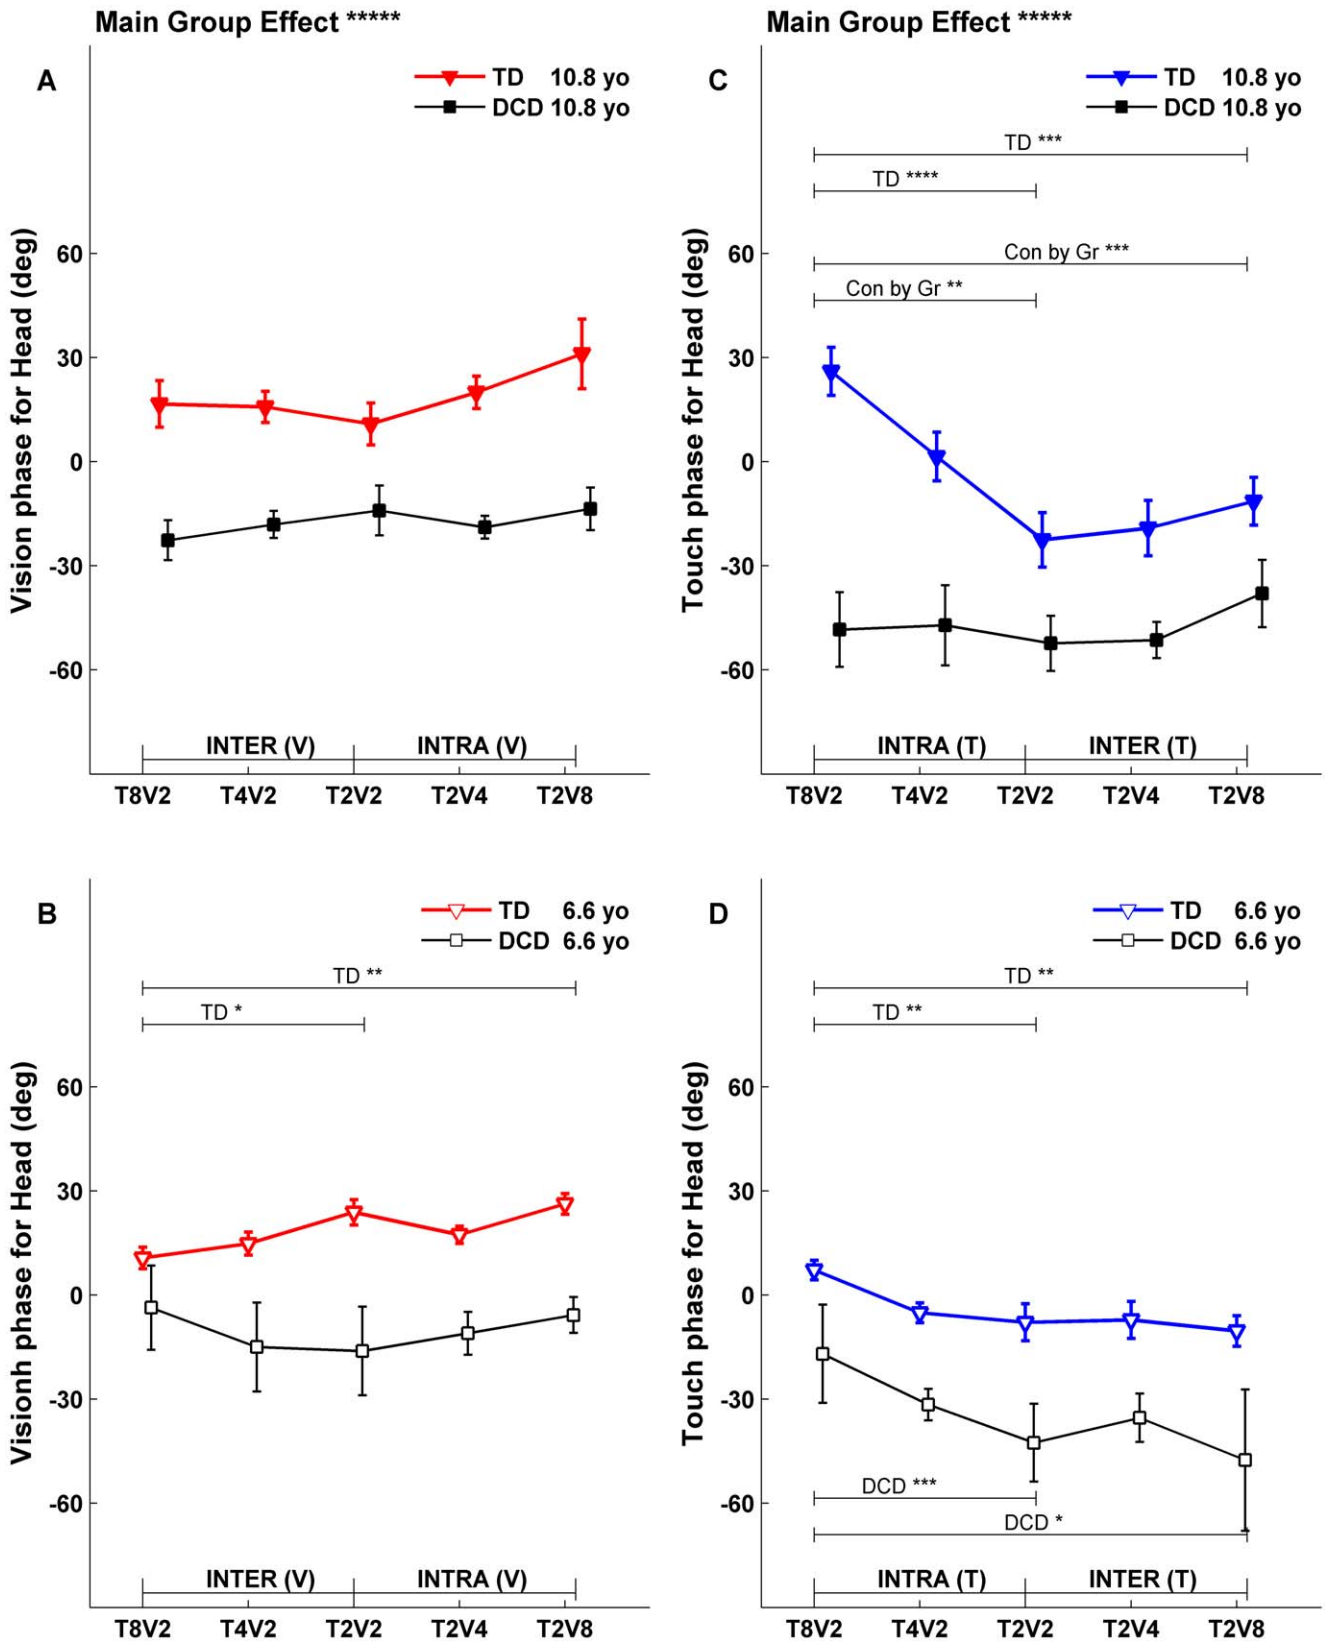 Main Group Effect *****
A
TD 10.8 yo
DCD 10.8 yo
Vision phase for Head (deg)
60
30
0
-30
-60
INTER (V) INTRA (V)
T8V2 T4V2 T2V2 T2V4 T2V8
Main Group Effect *****
C
TD 10.8 yo
DCD 10.8 yo
TD ***
TD ****
Con by Gr ***
Con by Gr **
Touch phase for Head (deg)
60
30
0
-30
-60
INTRA (T) INTER (T)
T8V2 T4V2 T2V2 T2V4 T2V8
B
TD 6.6 yo
DCD 6.6 yo
TD **
TD *
Visionh phase for Head (deg)
60
30
0
-30
-60
INTER (V) INTRA (V)
T8V2 T4V2 T2V2 T2V4 T2V8
D
TD 6.6 yo
DCD 6.6 yo
TD **
TD **
Touch phase for Head (deg)
60
30
0
-30
-60
DCD ***
DCD *
INTRA (T) INTER (T)
T8V2 T4V2 T2V2 T2V4 T2V8